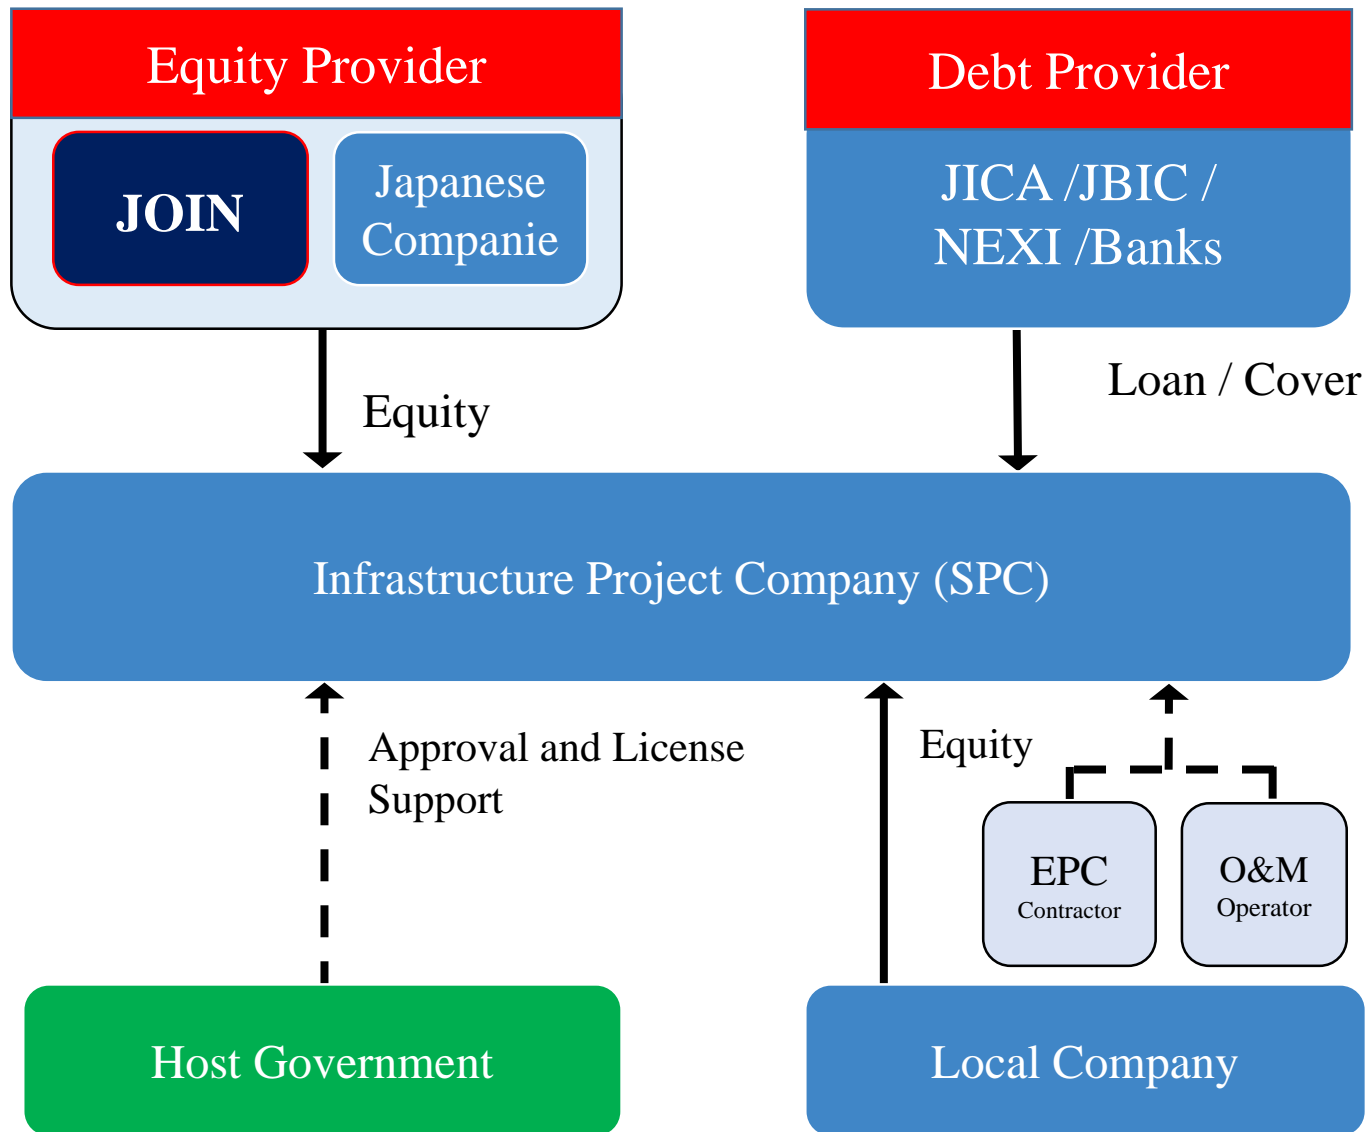 Equity Provider
Debt Provider
JOIN
Japanese
Companie
JICA /JBIC /
NEXI /Banks
Equity
Loan / Cover
Infrastructure Project Company (SPC)
Approval and License
Support
Equity
EPC
Contractor
O&M
Operator
Host Government
Local Company